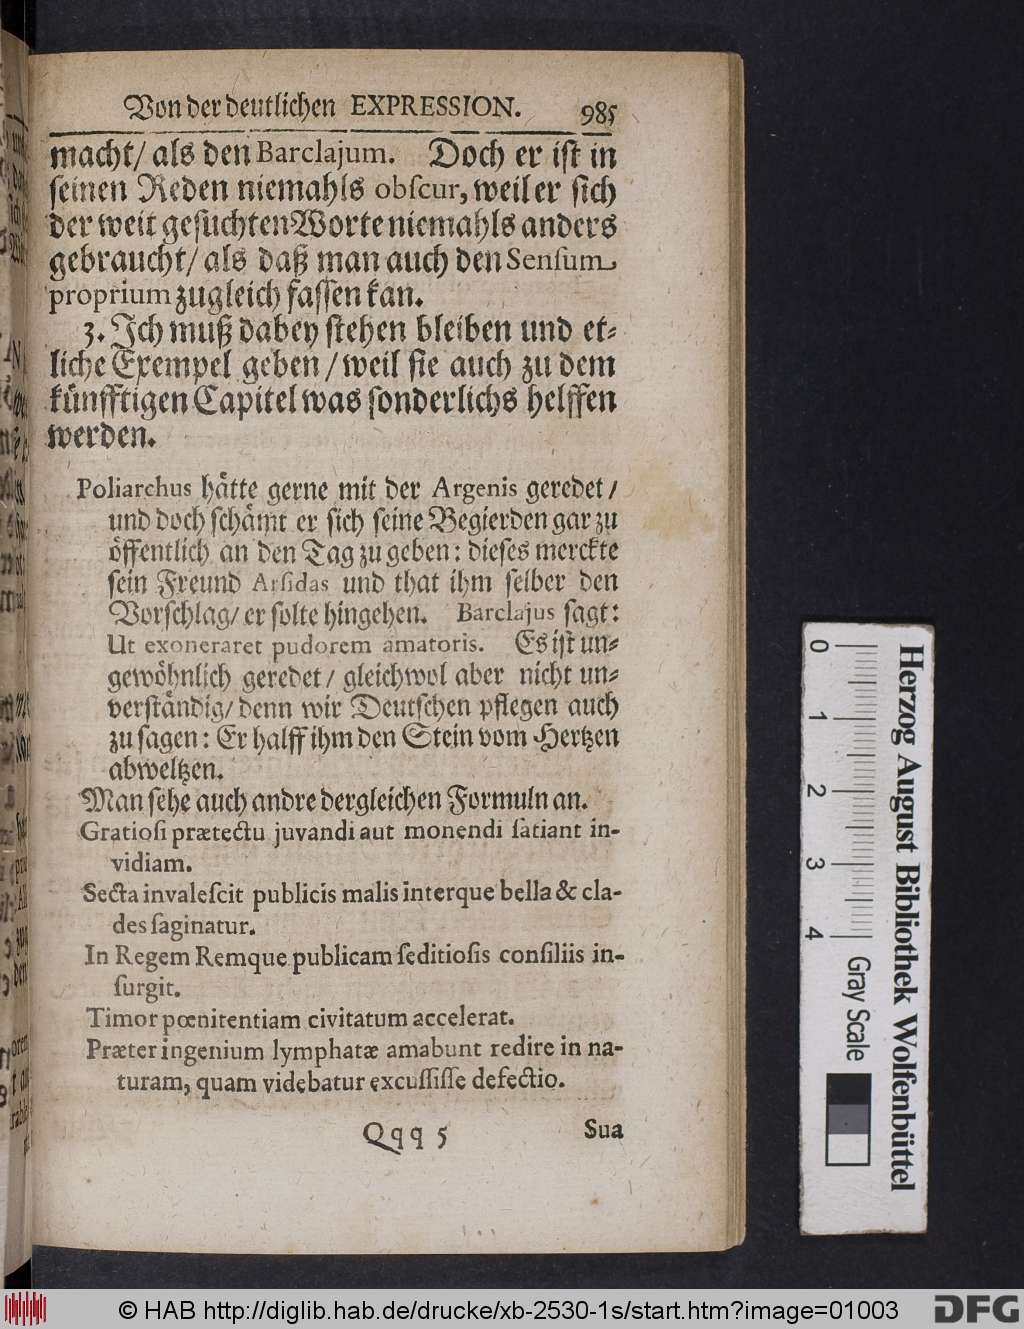 Von der deutlichen EXPRESSION. 985
macht/ als den Barclajum. Doch er ist in
seinen Reden niemahls obscur, weil er sich
der weit gesuchten Worte niemahls anders
gebraucht/ als daß man auch den Sensum
proprium zugleich fassen kan.
3. Ich muß dabey stehen bleiben und et-
liche Exempel geben / weil sie auch zu dem
künfftigen Capitel was sonderlichs helffen
werden.
Poliarchus hätte gerne mit der Argenis geredet /
und doch schämt er sich seine Begierden gar zu
öffentlich an den Tag zu geben: dieses merckte
sein Freund Arsidas und that ihm selber den
Vorschlag/ er solte hingehen. Barclajus sagt:
Ut exoneraret pudorem amatoris. Es ist un-
gewöhnlich geredet / gleichwol aber nicht un-
verständig/ denn wir Deutschen pflegen auch
zu sagen: Er halff ihm den Stein vom Hertzen
abweltzen.
Man sehe auch andre dergleichen Formuln an.
Gratiosi prætectu juvandi aut monendi satiant in-
vidiam.
Secta invalescit publicis malis interque bella & cla-
des saginatur.
In Regem Remque publicam seditiosis consiliis in-
surgit.
Timor pœnitentiam civitatum accelerat.
Præter ingenium lymphatæ amabunt redire in na-
turam, quam videbatur excussisse defectio.
Qqq 5 Sua
0 1 2 3 4 Gray Scale
Herzog August Bibliothek Wolfenbüttel
© HAB http://diglib.hab.de/drucke/xb-2530-1s/start.htm?image=01003
DFG